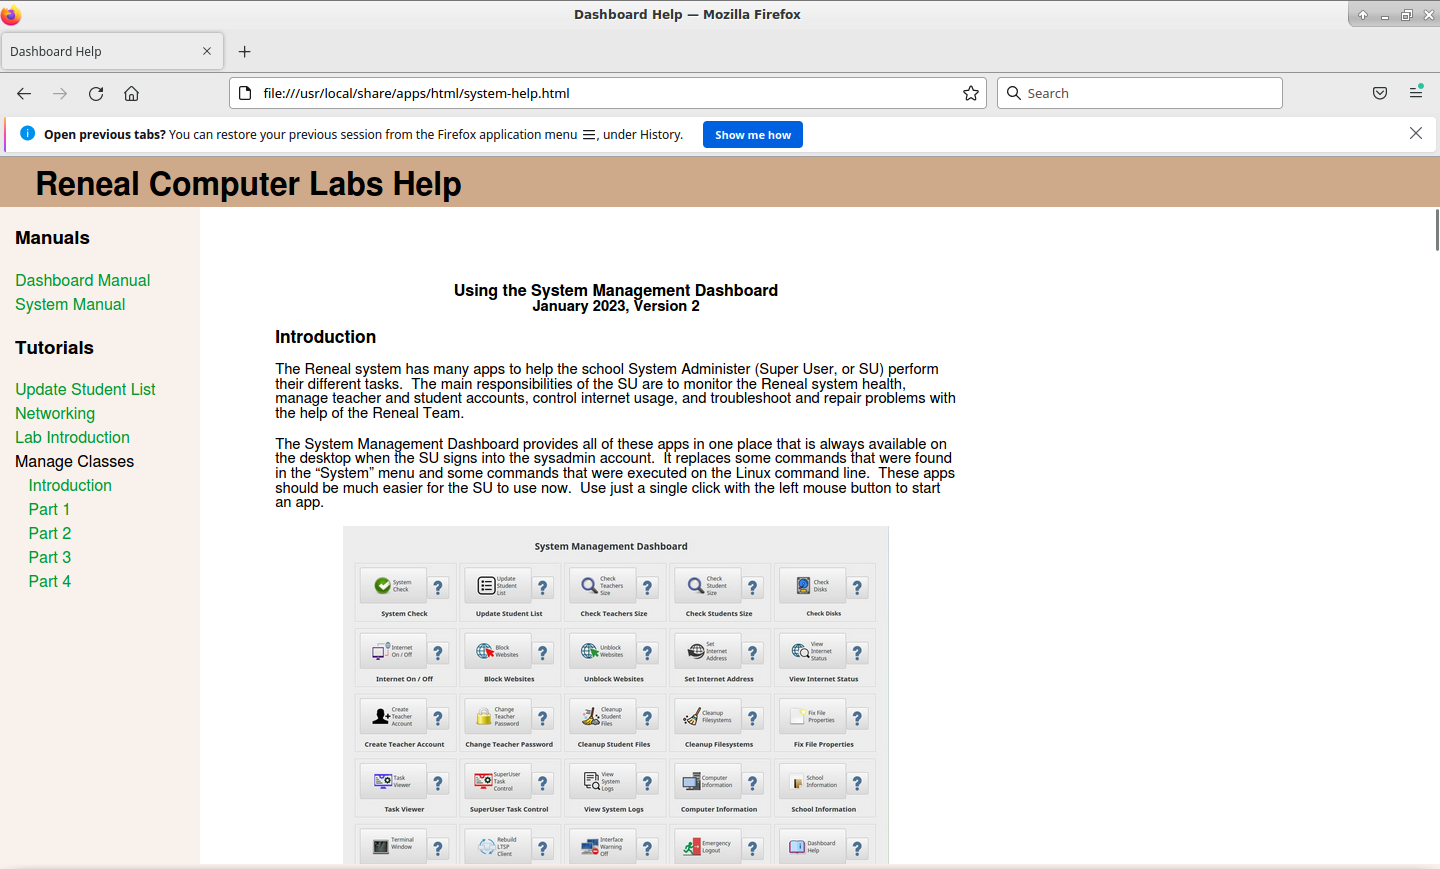 Dashboard Help — Mozilla Firefox
Dashboard Help
file:///usr/local/share/apps/html/system-help.html
Search
Open previous tabs? You can restore your previous session from the Firefox application menu ☰, under History.
Show me how
Reneal Computer Labs Help
Manuals
Dashboard Manual
System Manual
Tutorials
Update Student List
Networking
Lab Introduction
Manage Classes
Introduction
Part 1
Part 2
Part 3
Part 4
Using the System Management Dashboard
January 2023, Version 2
Introduction
The Reneal system has many apps to help the school System Administer (Super User, or SU) perform
their different tasks.  The main responsibilities of the SU are to monitor the Reneal system health,
manage teacher and student accounts, control internet usage, and troubleshoot and repair problems with
the help of the Reneal Team.
The System Management Dashboard provides all of these apps in one place that is always available on
the desktop when the SU signs into the sysadmin account.  It replaces some commands that were found
in the “System” menu and some commands that were executed on the Linux command line.  These apps
should be much easier for the SU to use now.  Use just a single click with the left mouse button to start
an app.
System Management Dashboard
System
Check
?
Update
Student
List
?
Check
Teachers
Size
?
Check
Student
Size
?
Check
Disks
?
System Check
Update Student List
Check Teachers Size
Check Students Size
Check Disks
Internet
On / Off
?
Block
Websites
?
Unblock
Websites
?
Set
Internet
Address
?
View
Internet
Status
?
Internet On / Off
Block Websites
Unblock Websites
Set Internet Address
View Internet Status
Create
Teacher
Account
?
Change
Teacher
Password
?
Cleanup
Student
Files
?
Cleanup
Filesystems
?
Fix File
Properties
?
Create Teacher Account
Change Teacher Password
Cleanup Student Files
Cleanup Filesystems
Fix File Properties
Task
Viewer
?
SuperUser
Task
Control
?
View
System
Logs
?
Computer
Information
?
School
Information
?
Task Viewer
SuperUser Task Control
View System Logs
Computer Information
School Information
Terminal
Window
?
Rebuild
LTSP
Client
?
Interface
Warning
Off
?
Emergency
Logout
?
Dashboard
Help
?